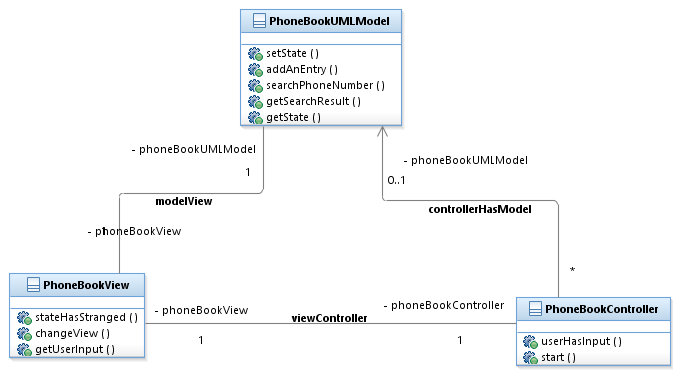 PhoneBookUMLModel
setState ( )
addAnEntry ( )
searchPhoneNumber ( )
getSearchResult ( )
getState ( )
- phoneBookUMLModel
1
modelView
- phoneBookView
1
- phoneBookUMLModel
0..1
controllerHasModel
*
PhoneBookView
stateHasStranged ( )
changeView ( )
getUserInput ( )
- phoneBookView
1
viewController
- phoneBookController
1
PhoneBookController
userHasInput ( )
start ( )